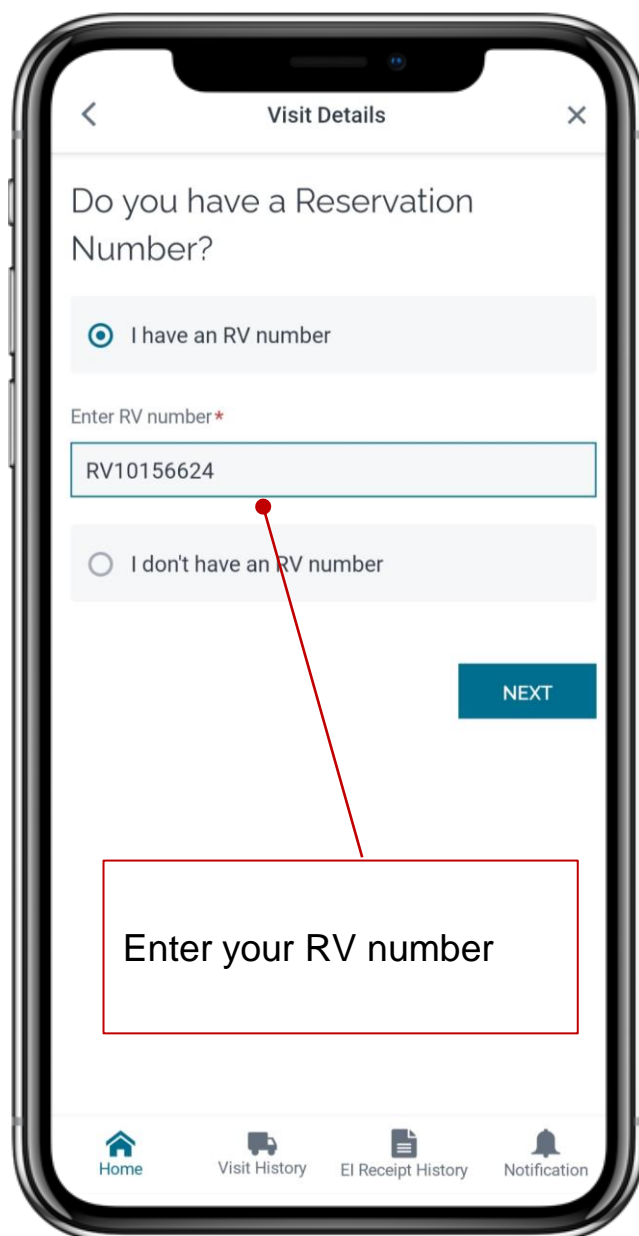 Visit Details
Do you have a Reservation
Number?
I have an RV number
Enter RV number*
RV10156624
I don't have an RV number
NEXT
Enter your RV number
Home
Visit History
EI Receipt History
Notification